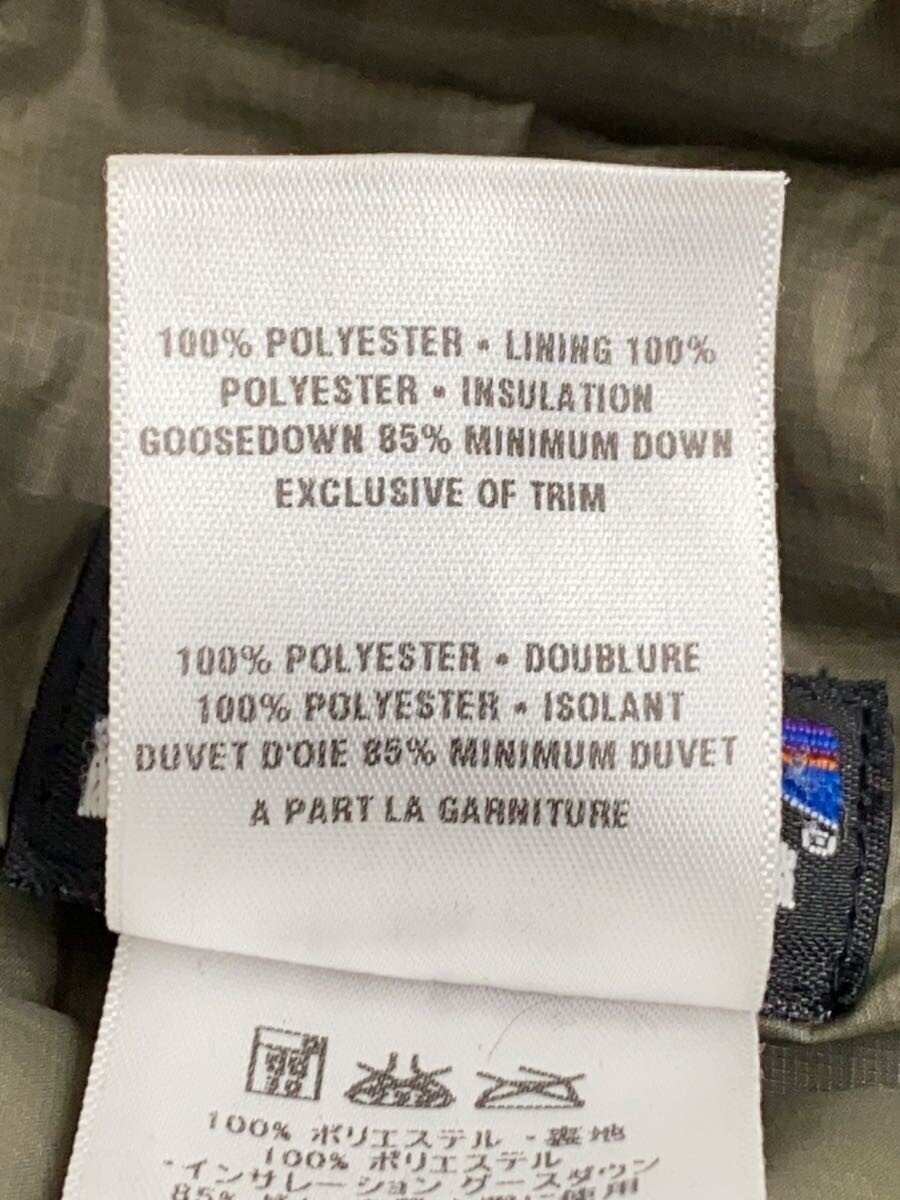 100% POLYESTER • LINING 100%
POLYESTER • INSULATION
GOOSEDOWN 85% MINIMUM DOWN
EXCLUSIVE OF TRIM
100% POLYESTER • DOUBLURE
100% POLYESTER • ISOLANT
DUVET D'OIE 85% MINIMUM DUVET
A PART LA GARNITURE
100% ポリエステル・裏地
100% ポリエステル
・インサレーション グースダウン
85%